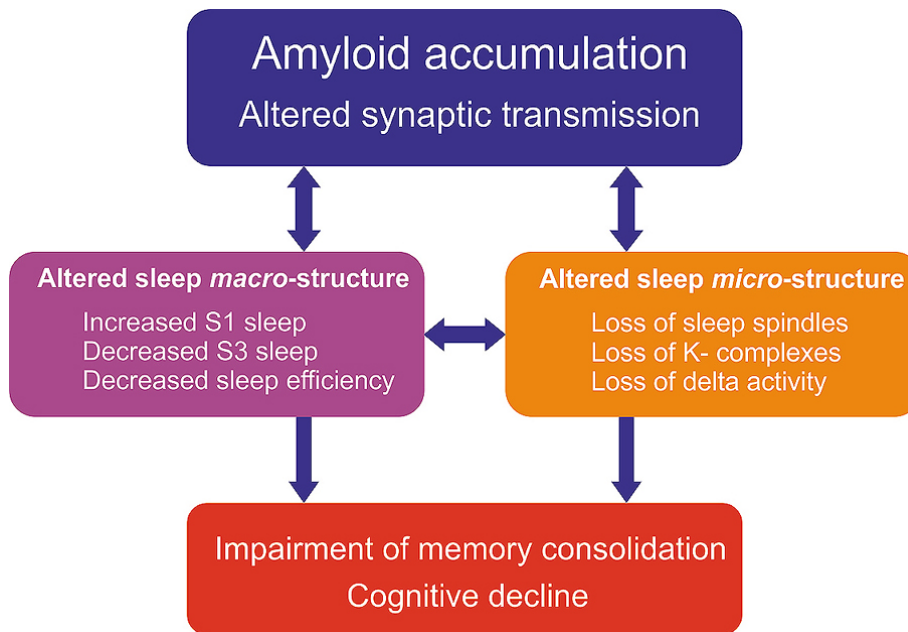 Amyloid accumulation
Altered synaptic transmission
Altered sleep macro-structure
Increased S1 sleep
Decreased S3 sleep
Decreased sleep efficiency
Altered sleep micro-structure
Loss of sleep spindles
Loss of K- complexes
Loss of delta activity
Impairment of memory consolidation
Cognitive decline